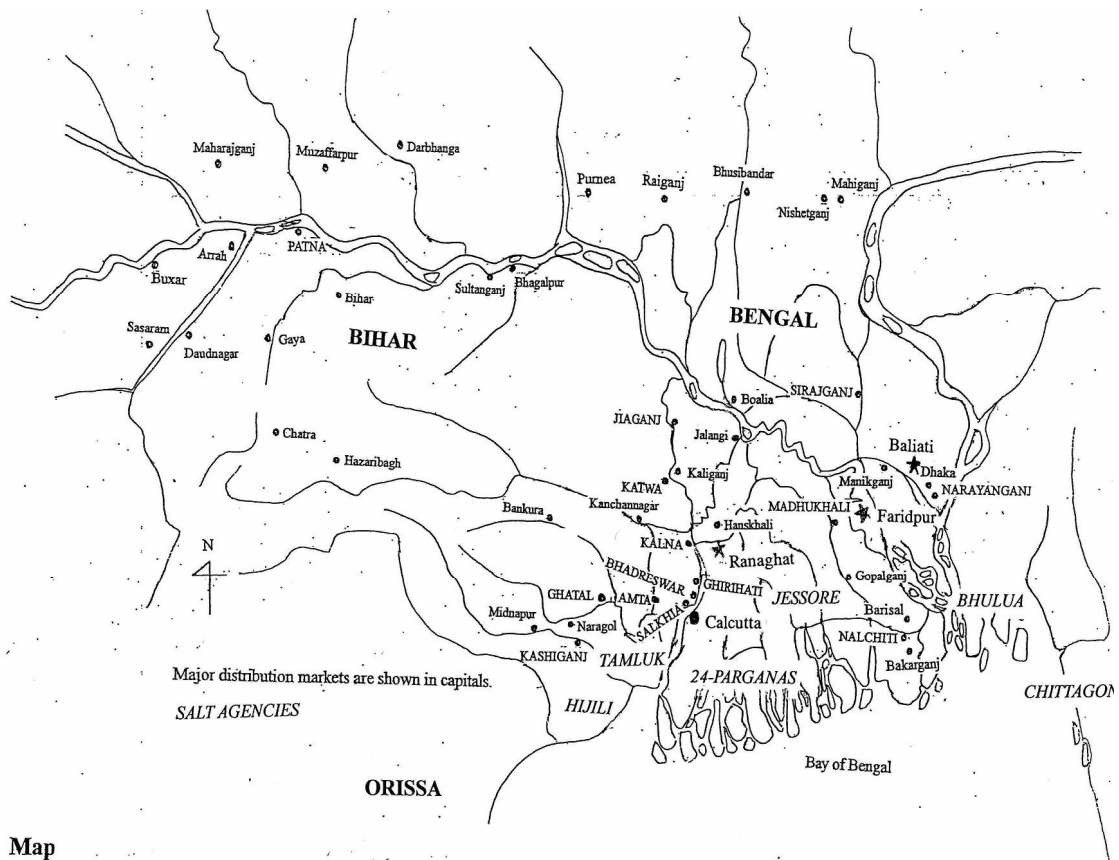 Darbhanga
Maharajganj
Muzaffarpur
Bhusibandar
Purnea
Raiganj
Mahiganj
Nishetganj
PATNA
Arrah
Buxar
Sultanganj
Bhagalpur
Bihar
BENGAL
Sasaram
Daudnagar
Gaya
BIHAR
SIRAJGANJ
Boalia
JIAGANJ
Jalangi
Chatra
Baliati
Hazaribagh
Kaliganj
Manikganj
Dhaka
KATWA
NARAYANGANJ
Kanchannagar
MADHUKHALI
Bankura
Faridpur
Hanskhali
KALNA
N
Ranaghat
BHADRESWAR
GHIRIHATI
Gopalganj
GHATAL
AMTA
JESSORE
BHULUA
SALKHIA
Midnapur
Naragol
Calcutta
Barisal
NALCHITI
KASHIGANJ
TAMLUK
Bakarganj
Major distribution markets are shown in capitals.
24-PARGANAS
SALT AGENCIES
HIJILI
CHITTAGON
Bay of Bengal
ORISSA
Map